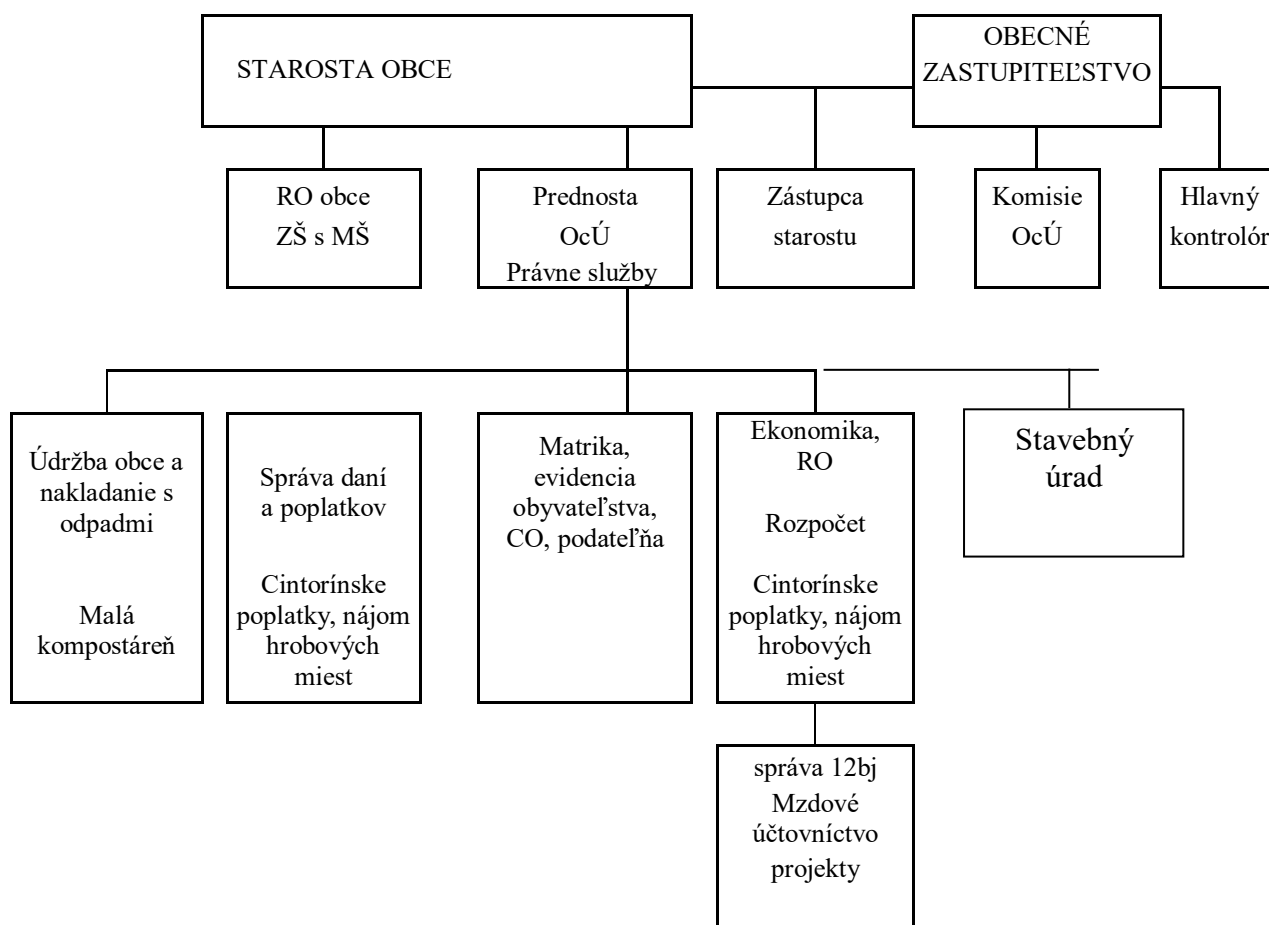 STAROSTA OBCE
OBECNÉ
ZASTUPITEĽSTVO
RO obce
ZŠ s MŠ
Prednosta
OcÚ
Právne služby
Zástupca
starostu
Komisie
OcÚ
Hlavný
kontrolór
Údržba obce a
nakladanie s
odpadmi
Malá
kompostáreň
Správa daní
a poplatkov
Cintorínske
poplatky, nájom
hrobových
miest
Matrika,
evidencia
obyvateľstva,
CO, podateľňa
Ekonomika,
RO
Rozpočet
Cintorínske
poplatky, nájom
hrobových
miest
Stavebný
úrad
správa 12bj
Mzdové
účtovníctvo
projekty